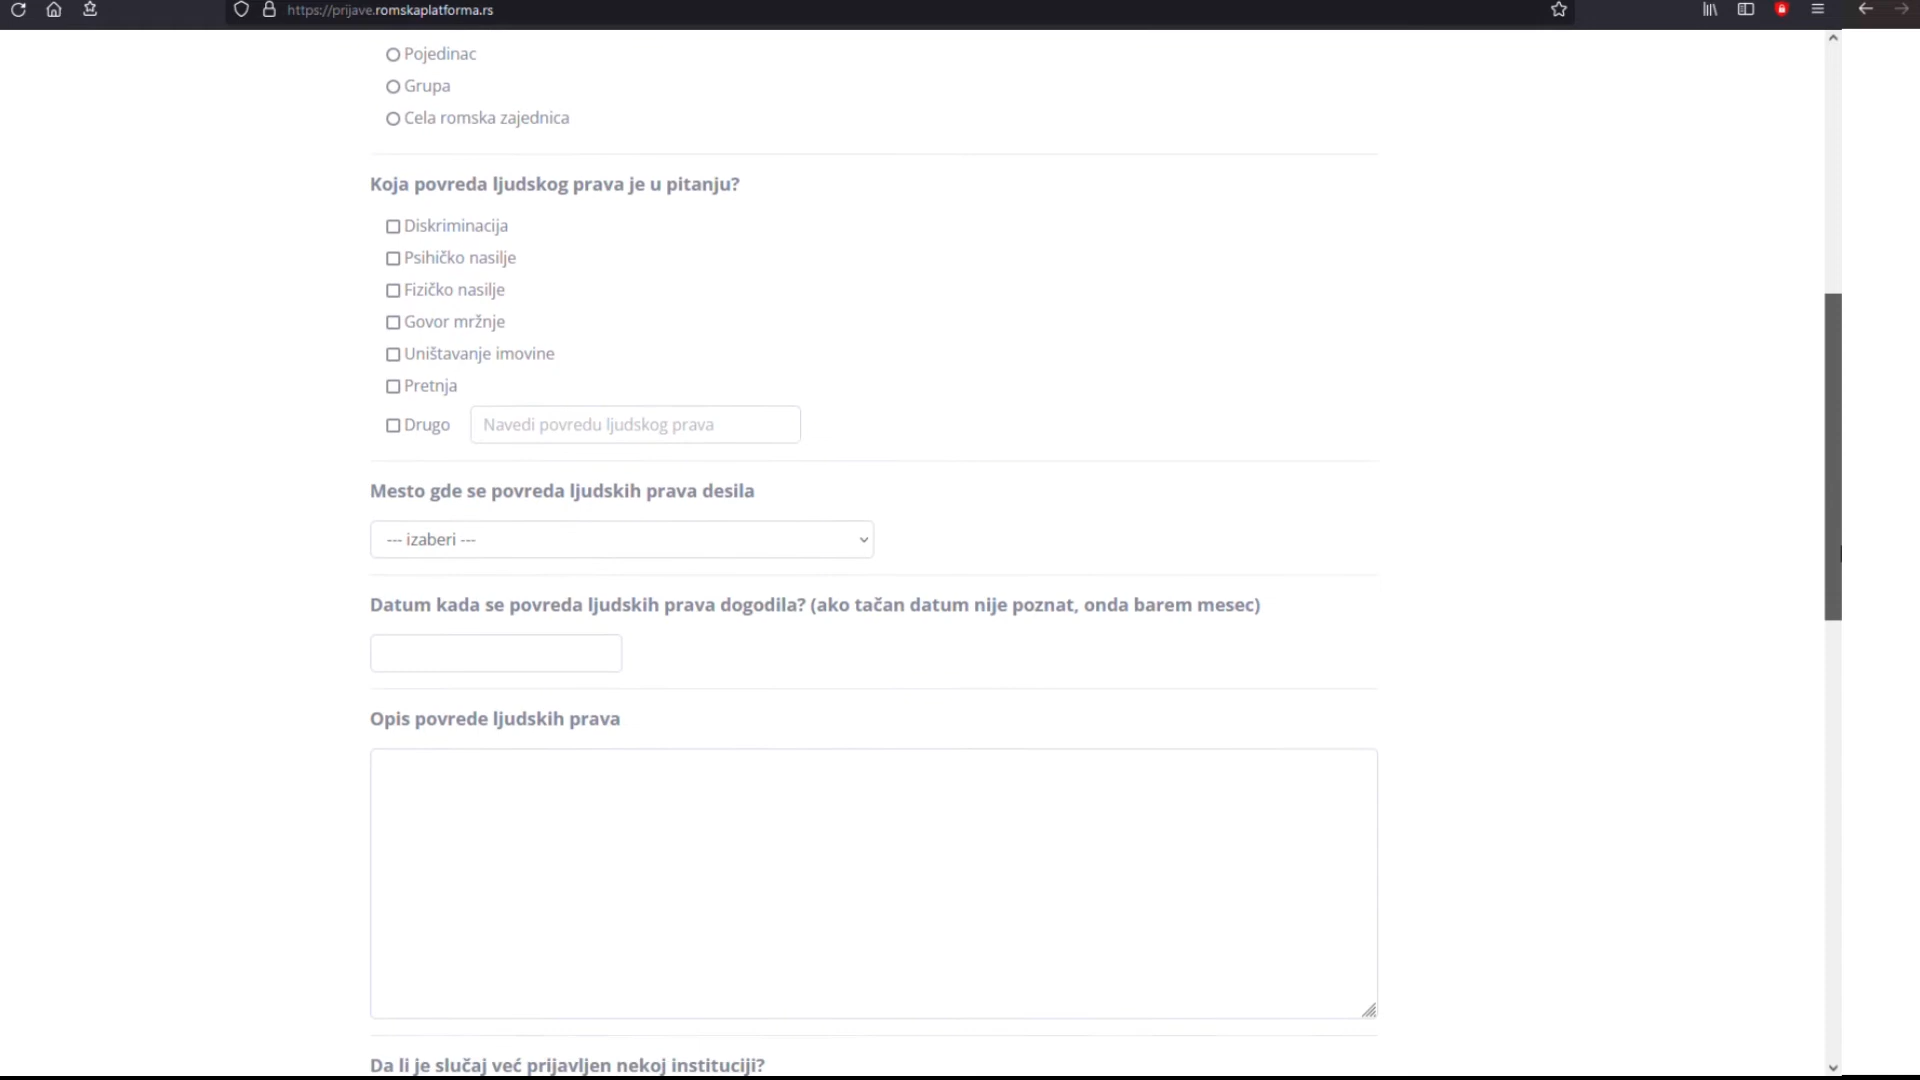 https://prijave.romskaplatforma.rs
Pojedinac
Grupa
Cela romska zajednica
Koja povreda ljudskog prava je u pitanju?
Diskriminacija
Psihičko nasilje
Fizičko nasilje
Govor mržnje
Uništavanje imovine
Pretnja
Drugo Navedi povredu ljudskog prava
Mesto gde se povreda ljudskih prava desila
--- izaberi ---
Datum kada se povreda ljudskih prava dogodila? (ako tačan datum nije poznat, onda barem mesec)
Opis povrede ljudskih prava
Da li je slučaj već prijavljen nekoj instituciji?